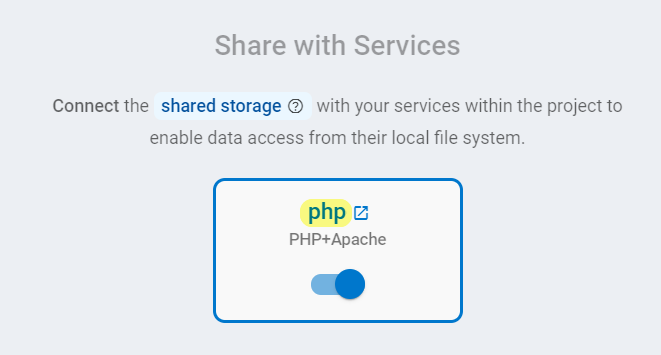 Share with Services
Connect the shared storage ? with your services within the project to
enable data access from their local file system.
php
PHP+Apache